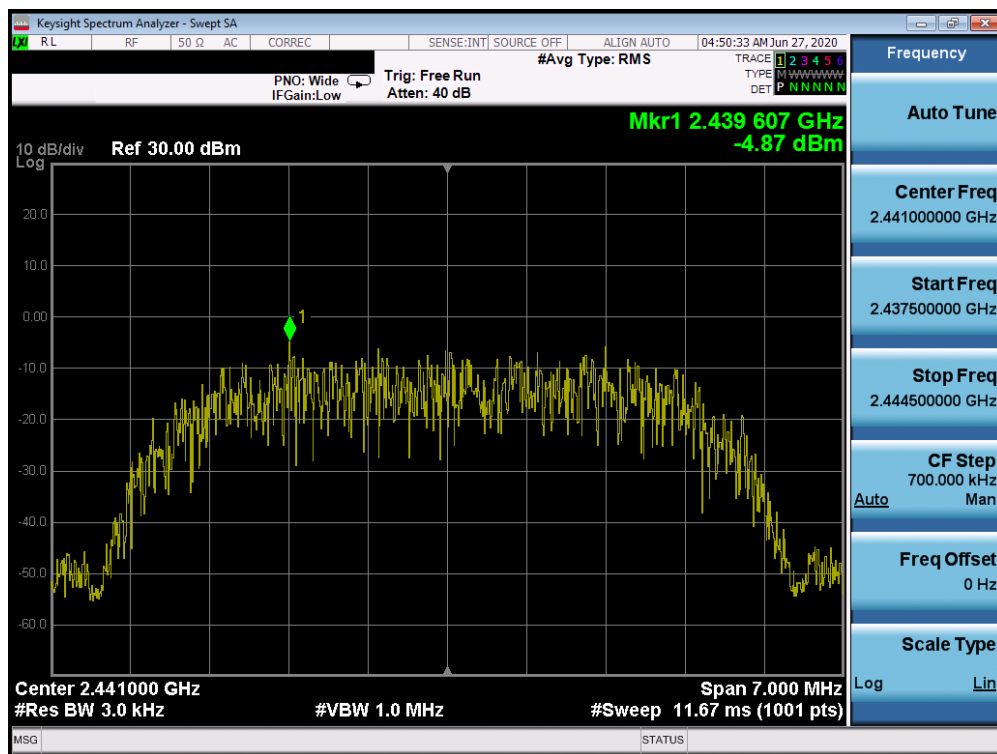 Keysight Spectrum Analyzer - Swept SA
LXI RL RF 50 Ω AC CORREC SENSE:INT SOURCE OFF ALIGN AUTO 04:50:33 AM Jun 27, 2020
PNO: Wide
IFGain:Low
Trig: Free Run
Atten: 40 dB
#Avg Type: RMS
TRACE 1 2 3 4 5 6
TYPE M W W W W W
DET P N N N N N
Mkr1 2.439 607 GHz
-4.87 dBm
10 dB/div Ref 30.00 dBm
Log
20.0
10.0
0.00
-10.0
-20.0
-30.0
-40.0
-50.0
-60.0
1
Center 2.441000 GHz Span 7.000 MHz
#Res BW 3.0 kHz #VBW 1.0 MHz #Sweep 11.67 ms (1001 pts)
MSG STATUS
Frequency
Auto Tune
Center Freq
2.441000000 GHz
Start Freq
2.437500000 GHz
Stop Freq
2.444500000 GHz
CF Step
700.000 kHz
Auto Man
Freq Offset
0 Hz
Scale Type
Log Lin